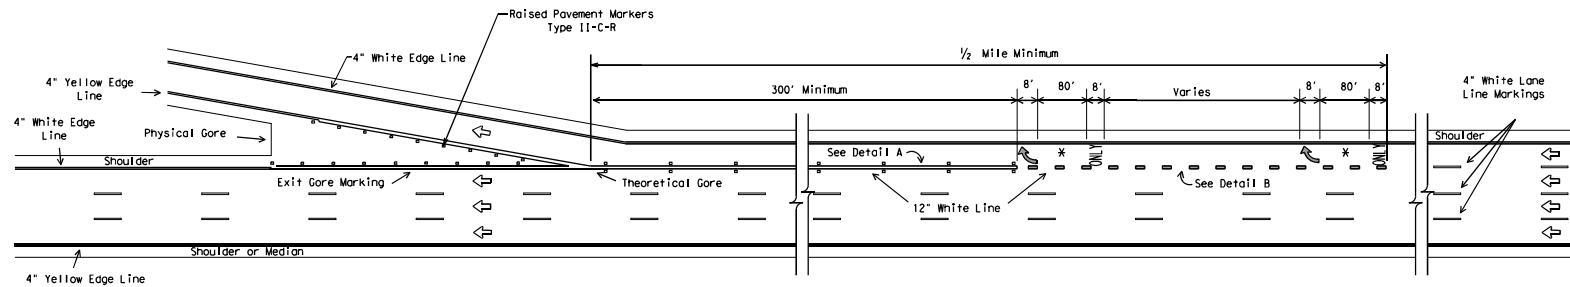 Raised Pavement Markers
Type II-C-R
4" White Edge Line
½ Mile Minimum
4" Yellow Edge
Line
300' Minimum
8'
80'
8'
Varies
8'
80'
8'
4" White Lane
Line Markings
4" White Edge
Line
Physical Gore
Shoulder
Shoulder
See Detail A
*
ONLY
*
ONLY
Exit Gore Marking
Theoretical Gore
See Detail B
12" White Line
Shoulder or Median
4" Yellow Edge Line